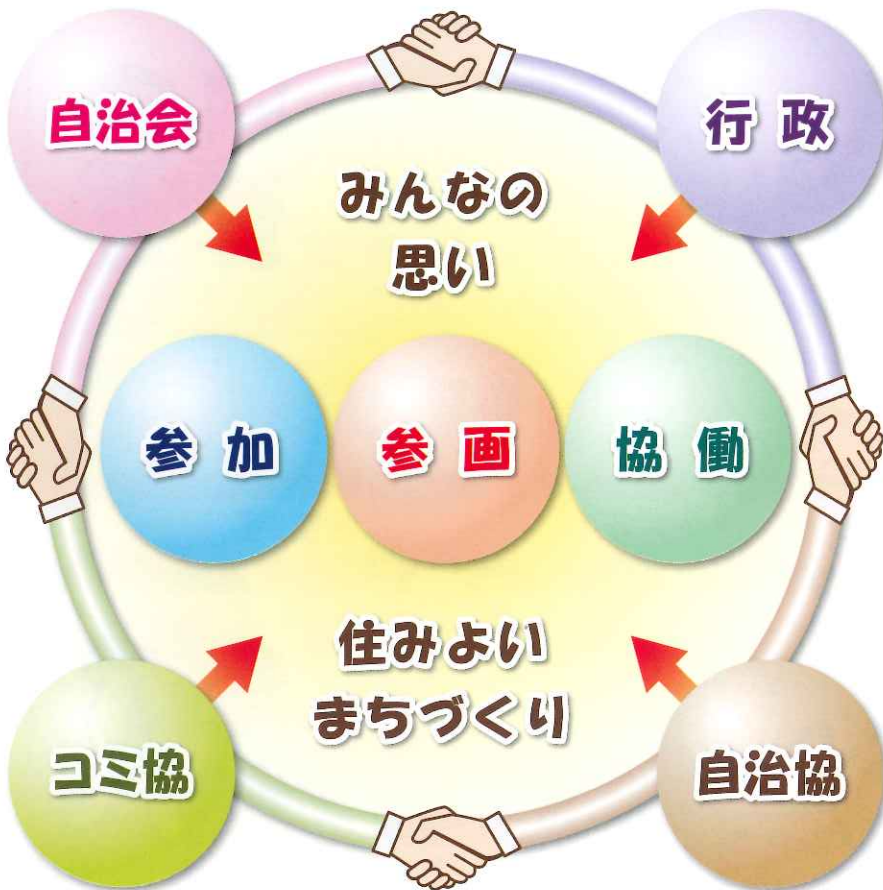 自治会
行政
みんなの
思い
参加
参画
協働
住みよい
まちづくり
コミ協
自治協